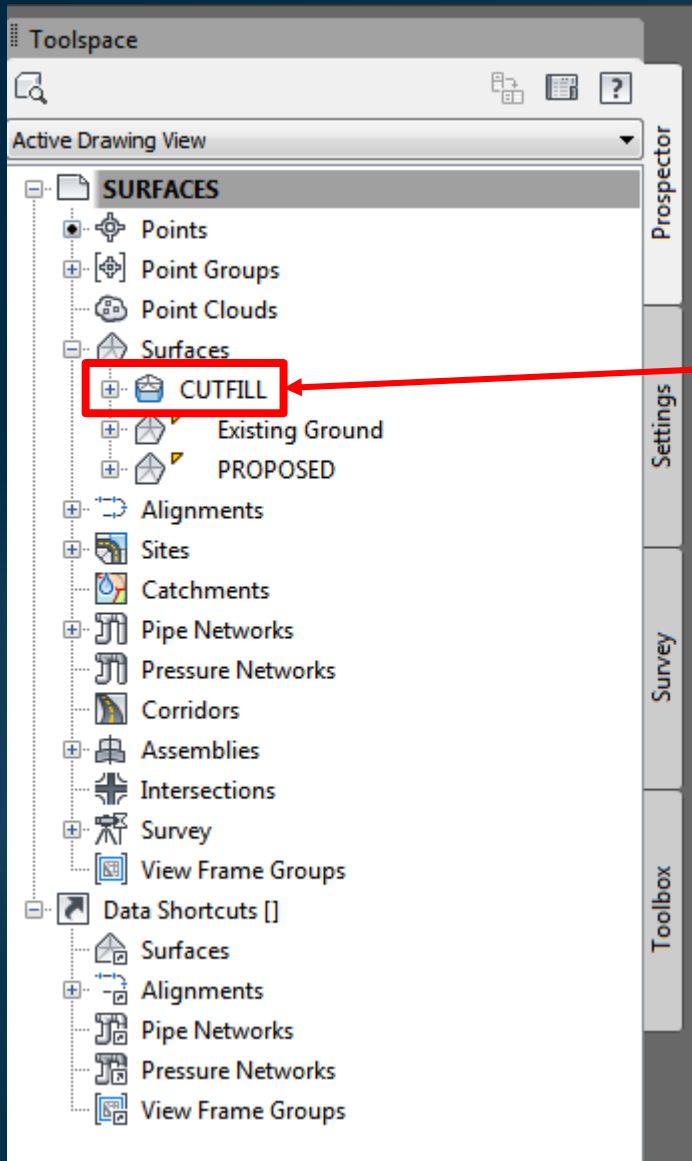 Toolspace
?
Active Drawing View
SURFACES
Points
Point Groups
Point Clouds
Surfaces
CUTFILL
Existing Ground
PROPOSED
Alignments
Sites
Catchments
Pipe Networks
Pressure Networks
Corridors
Assemblies
Intersections
Survey
View Frame Groups
Data Shortcuts []
Surfaces
Alignments
Pipe Networks
Pressure Networks
View Frame Groups
Prospector
Settings
Survey
Toolbox